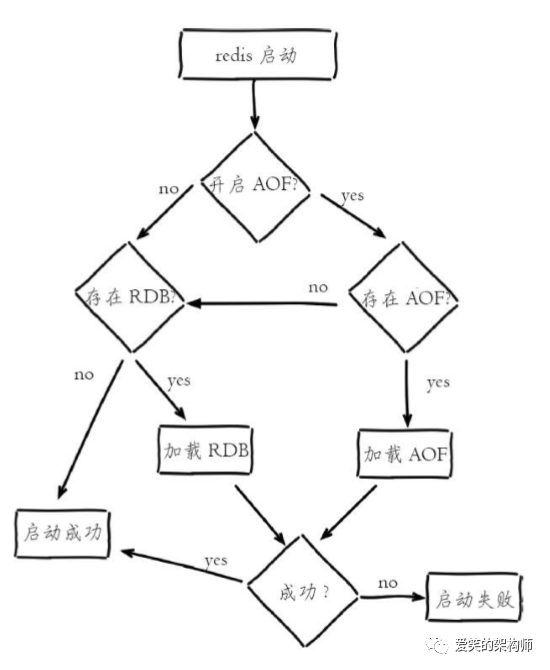 redis 启动
开启 AOF?
no
yes
存在 RDB?
no
存在 AOF?
no
yes
yes
加载 RDB
加载 AOF
启动成功
yes
成功?
no
启动失败
爱笑的架构师